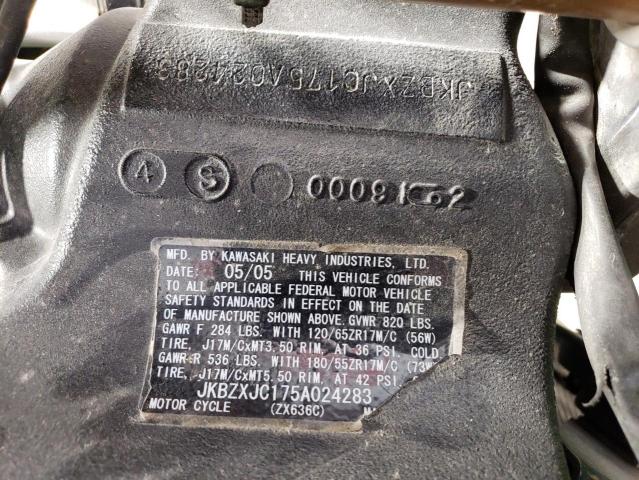 JKBZXJC175A024283
4 S 0009
MFD. BY KAWASAKI HEAVY INDUSTRIES, LTD.
DATE: 05/05 THIS VEHICLE CONFORMS
TO ALL APPLICABLE FEDERAL MOTOR VEHICLE
SAFETY STANDARDS IN EFFECT ON THE DATE
OF MANUFACTURE SHOWN ABOVE. GVWR 820 LBS.
GAWR F 284 LBS. WITH 120/65ZR17M/C (56W)
TIRE, J17M/CxMT3.50 RIM, AT 36 PSI. COLD
GAWR R 536 LBS. WITH 180/55ZR17M/C (73W
TIRE, J17M/CxMT5.50 RIM, AT 42 PSI.
JKBZXJC175A024283
MOTOR CYCLE (ZX636C)